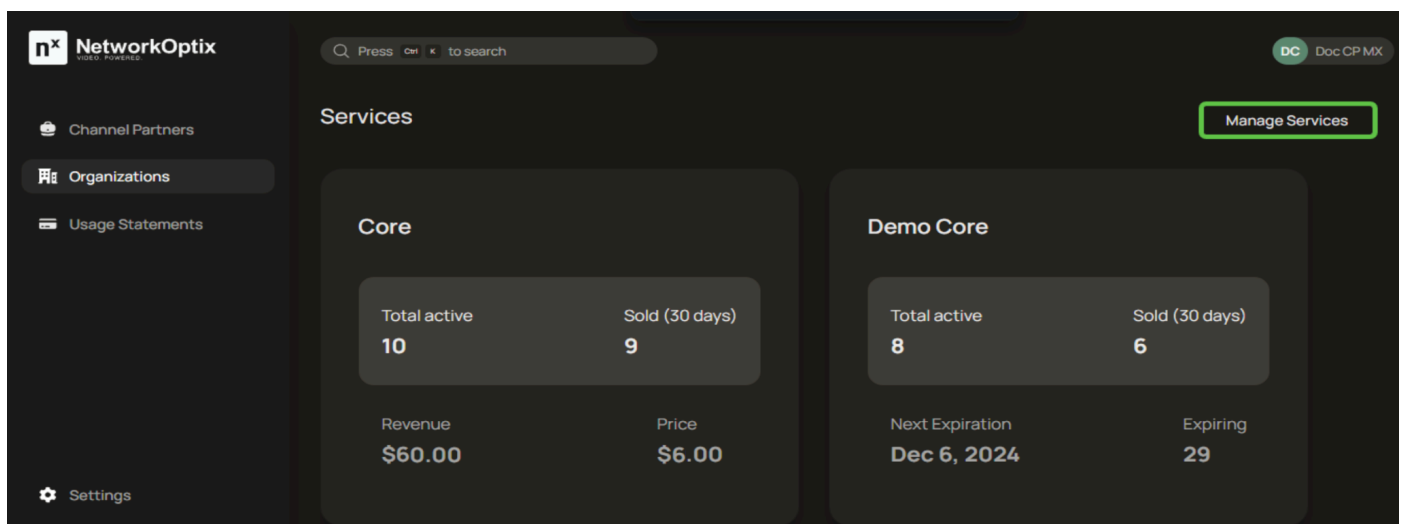 nx NetworkOptix
VIDEO. POWERED.
Press Ctrl K to search
DC Doc CP MX
Channel Partners
Organizations
Usage Statements
Settings
Services
Manage Services
Core
Total active Sold (30 days)
10 9
Revenue Price
$60.00 $6.00
Demo Core
Total active Sold (30 days)
8 6
Next Expiration Expiring
Dec 6, 2024 29